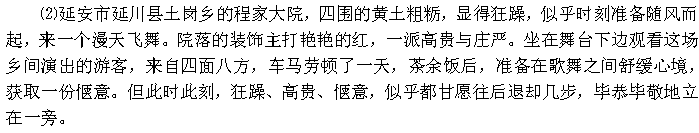 (2)延安市延川县土岗乡的程家大院，四围的黄土粗粝，显得狂躁，似乎时刻准备随风而
起，来一个漫天飞舞。院落的装饰主打艳艳的红，一派高贵与庄严。坐在舞台下边观看这场
乡间演出的游客，来自四面八方，车马劳顿了一天，茶余饭后，准备在歌舞之间舒缓心境，
获取一份惬意。但此时此刻，狂躁、高贵、惬意，似乎都甘愿往后退却几步，毕恭毕敬地立
在一旁。